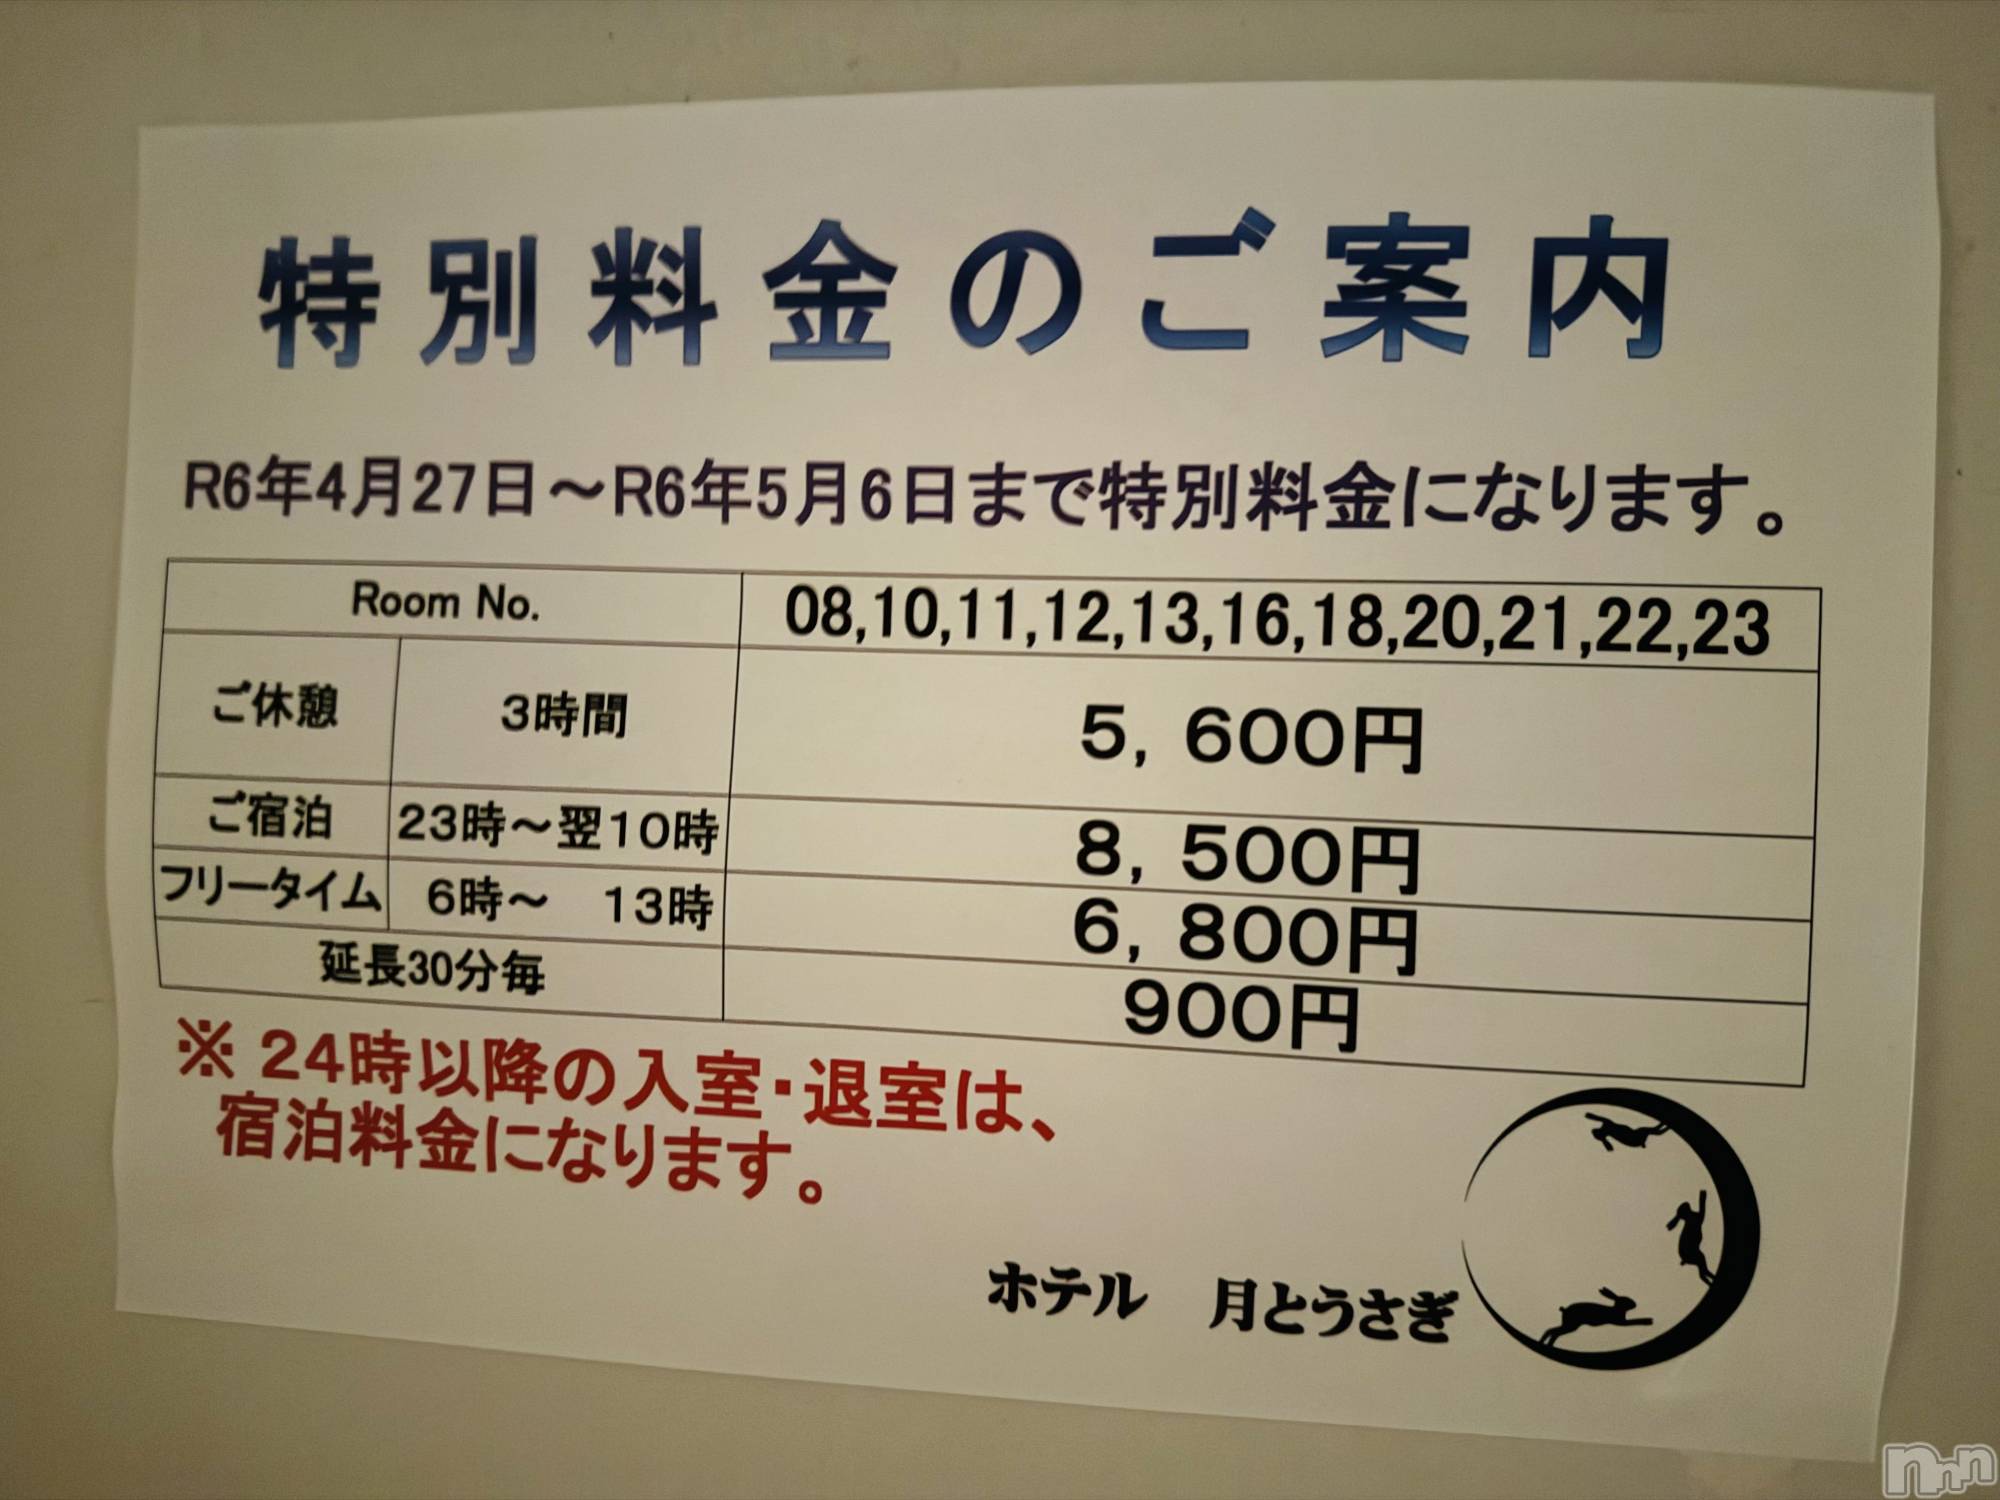 特別料金のご案内
R6年4月27日～R6年5月6日まで特別料金になります。
Room No. 08,10,11,12,13,16,18,20,21,22,23
ご休憩 3時間 5，600円
ご宿泊 23時～翌10時 8，500円
フリータイム 6時～　13時 6，800円
延長30分毎 900円
※ 24時以降の入室・退室は、
宿泊料金になります。
ホテル　月とうさぎ
nnn